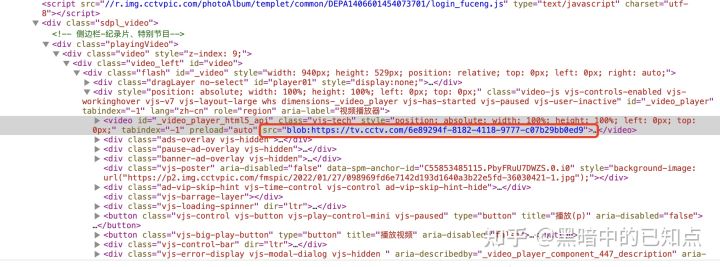 src="//r.img.cctvpic.com/photoAlbum/templet/common/DEPA1406601454073701/login_fuceng.js" type="text/javascript" charset="utf-
8"></script>
▼<div class="sdpl_video">
<!-- 侧边栏-纪录片、特别节目-->
▼<div class="playingVideo">
▼<div class="video" style="z-index: 9;">
▼<div class="video_left" id="video">
▼<div class="flash" id="_video" style="width: 940px; height: 529px; position: relative; top: 0px; left: 0px; right: auto;">
▶<div class="dragLayer no-select" id="player01" style="display:none;">…</div>
▼<div style="position: absolute; width: 100%; height: 100%; left: 0px; top: 0px;" class="video-js vjs-controls-enabled vjs-
workinghover vjs-v7 vjs-layout-large whs dimensions-_video_player vjs-has-started vjs-paused vjs-user-inactive" id="_video_player"
tabindex="-1" lang="zh-cn" role="region" aria-label="视频播放器">
▶<video id="_video_player_html5_api" class="vjs-tech" style="position: absolute; width: 100%; height: 100%; left: 0px; top:
0px;" tabindex="-1" preload="auto" src="blob:https://tv.cctv.com/6e89294f-8182-4118-9777-c07b29bb0ed9">…</video>
▶<div class="ads-overlay vjs-hidden">…</div>
▶<div class="pause-ad-overlay vjs-hidden">…</div>
▶<div class="banner-ad-overlay vjs-hidden">…</div>
<div class="vjs-poster" aria-disabled="false" data-spm-anchor-id="C55853485115.PbyFRuU7DWZS.0.i0" style="background-image:
url("https://p2.img.cctvpic.com/fmspic/2022/01/27/098969fd6e7142d193d1640a3b22e5fd-36030421-1.jpg");"></div>
▶<div class="ad-vip-skip-hint vjs-time-control vjs-control ad-vip-skip-hint-hide">…</div>
<div class="vjs-barrage-layer"></div>
▶<div class="vjs-loading-spinner" dir="ltr">…</div>
▶<button class="vjs-control vjs-button vjs-play-control-mini vjs-paused" type="button" title="播放(p)" aria-disabled="false">
…</button>
▶<button class="vjs-big-play-button" type="button" title="播放视频" aria-disabled="false">…</button>
▶<div class="vjs-control-bar" dir="ltr">…</div>
▶<div class="vjs-error-display vjs-modal-dialog vjs-hidden " aria-describedby="_video_player_component_447_description"
知乎 @黑暗中的已知点